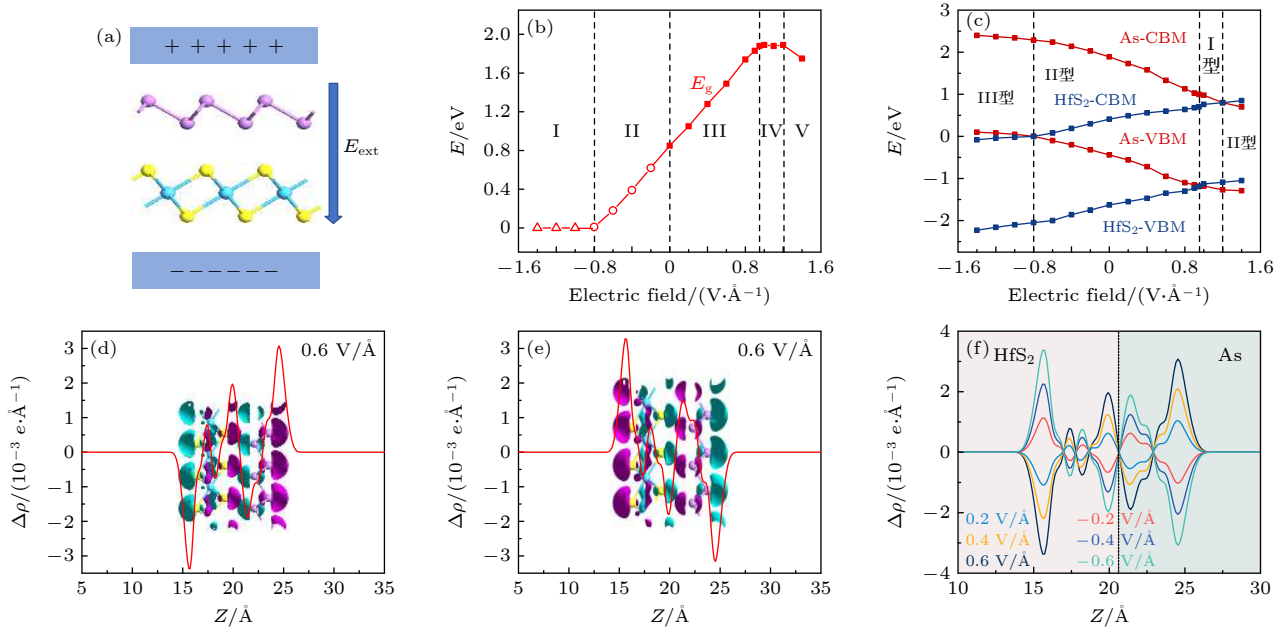 (a)
+ + + + +
E_ext
− − − − − −
(b)
E/eV
2.0
1.6
1.2
0.8
0.4
0
E_g
I II III IV V
−1.6 −0.8 0 0.8 1.6
Electric field/(V·Å⁻¹)
(c)
E/eV
3
2
1
0
−1
−2
As-CBM
I型
II型
III型
HfS₂-CBM
As-VBM
II型
HfS₂-VBM
−1.6 −0.8 0 0.8 1.6
Electric field/(V·Å⁻¹)
(d)
0.6 V/Å
Δρ/(10⁻³ e·Å⁻¹)
3
2
1
0
−1
−2
−3
5 10 15 20 25 30 35
Z/Å
(e)
0.6 V/Å
Δρ/(10⁻³ e·Å⁻¹)
3
2
1
0
−1
−2
−3
5 10 15 20 25 30 35
Z/Å
(f)
HfS₂
As
Δρ/(10⁻³ e·Å⁻¹)
4
2
0
−2
−4
0.2 V/Å −0.2 V/Å
0.4 V/Å −0.4 V/Å
0.6 V/Å −0.6 V/Å
10 15 20 25 30
Z/Å